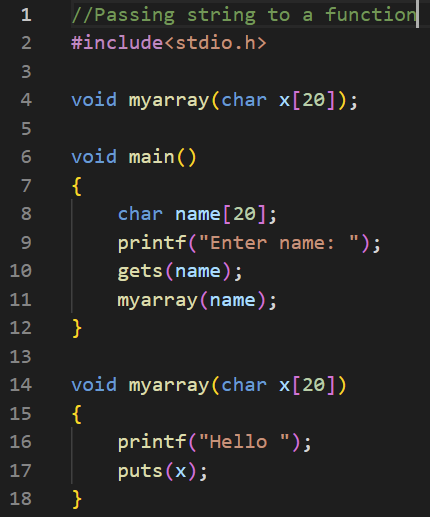 1 //Passing string to a function
2 #include<stdio.h>
3
4 void myarray(char x[20]);
5
6 void main()
7 {
8     char name[20];
9     printf("Enter name: ");
10     gets(name);
11     myarray(name);
12 }
13
14 void myarray(char x[20])
15 {
16     printf("Hello ");
17     puts(x);
18 }